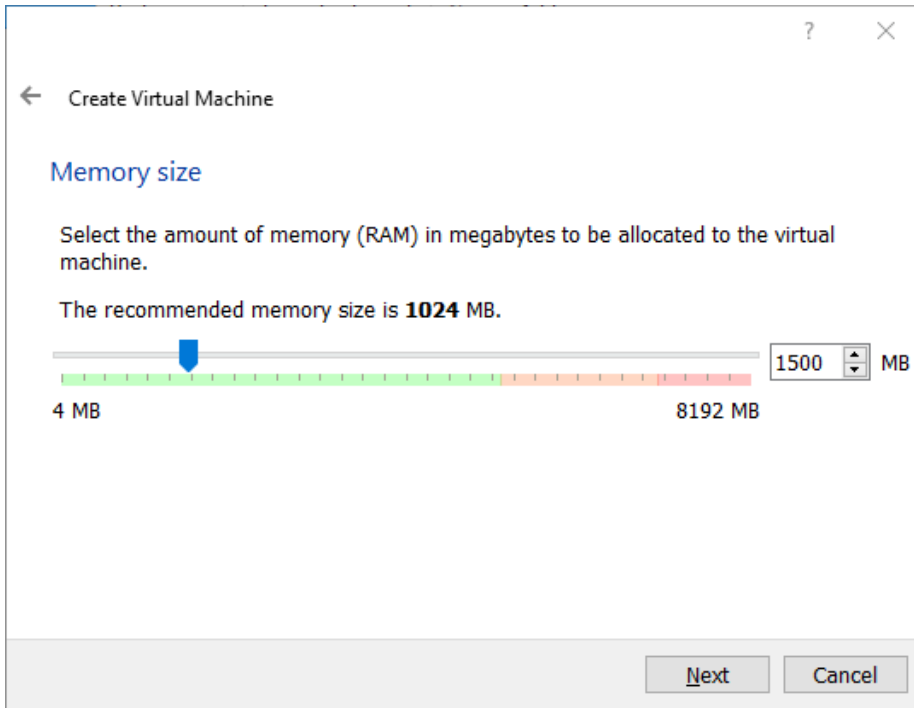 ?
Create Virtual Machine
Memory size
Select the amount of memory (RAM) in megabytes to be allocated to the virtual
machine.
The recommended memory size is 1024 MB.
1500 MB
4 MB 8192 MB
Next Cancel